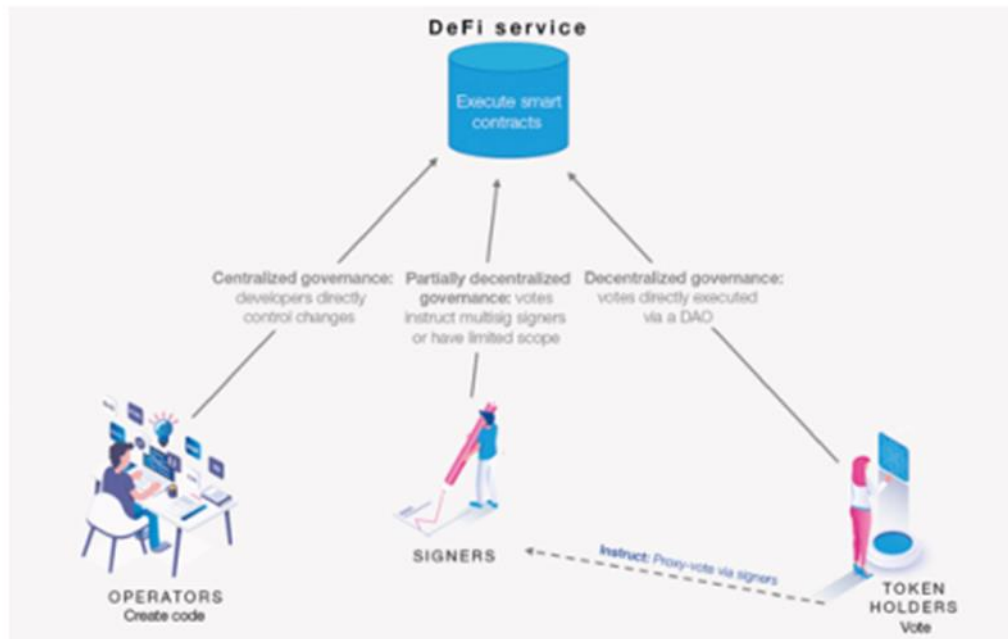 DeFi service
Execute smart
contracts
Centralized governance:
developers directly
control changes
Partially decentralized
governance: votes
instruct multisig signers
or have limited scope
Decentralized governance:
votes directly executed
via a DAO
OPERATORS
Create code
SIGNERS
Instruct: Proxy-vote via signers
TOKEN
HOLDERS
Vote